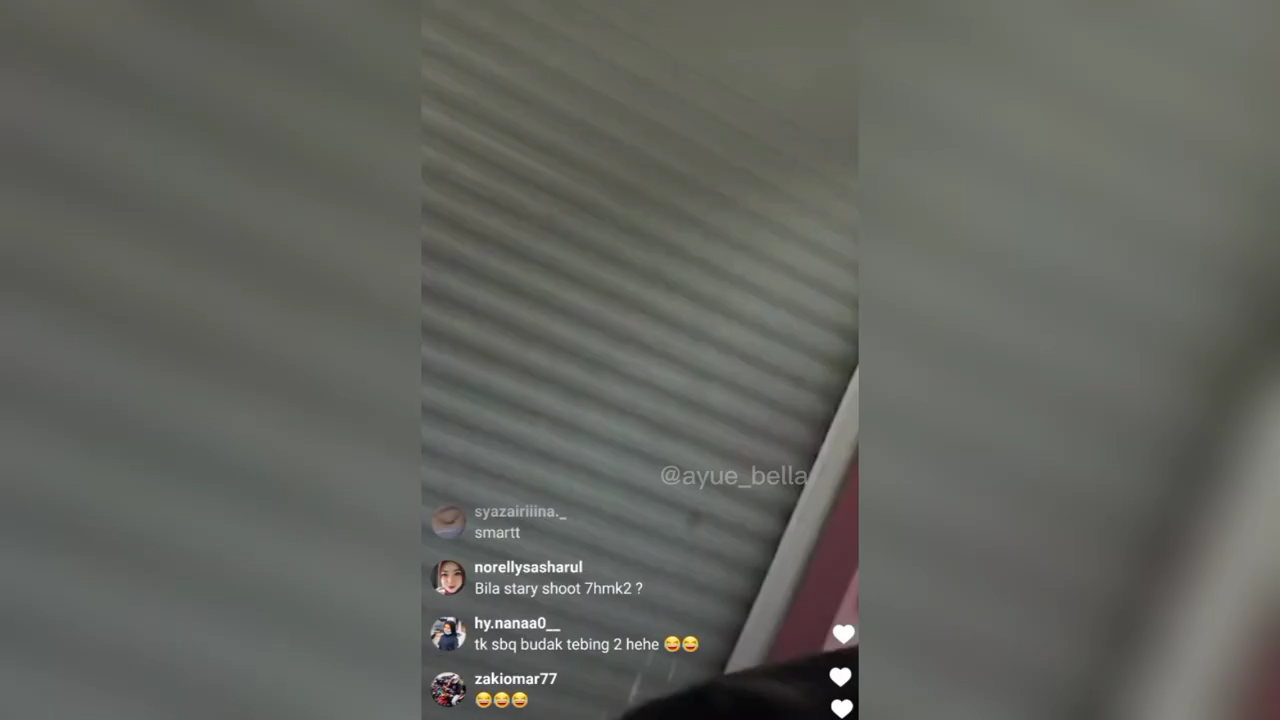 @ayue_bella
syazairiiina._
smartt
norellysasharul
Bila stary shoot 7hmk2 ?
hy.nanaa0__
tk sbq budak tebing 2 hehe 😅😅
zakiomar77
😂😂😂